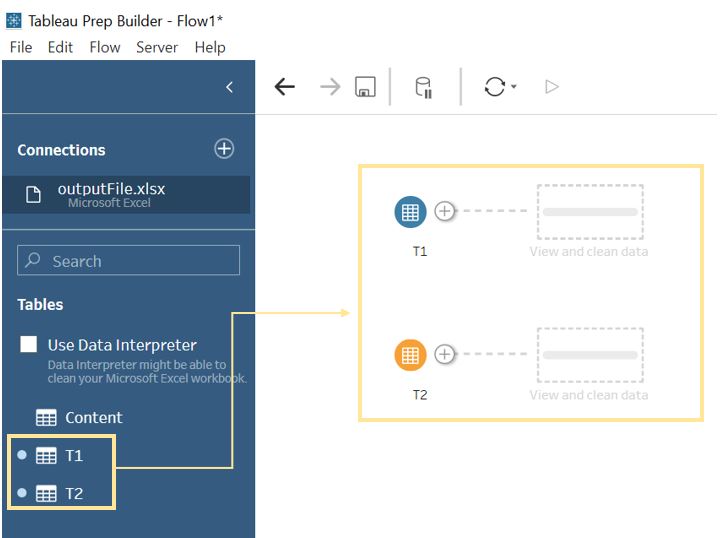 Tableau Prep Builder - Flow1*
File Edit Flow Server Help
Connections
outputFile.xlsx
Microsoft Excel
Search
Tables
Use Data Interpreter
Data Interpreter might be able to
clean your Microsoft Excel workbook.
Content
T1
T2
T1
View and clean data
T2
View and clean data